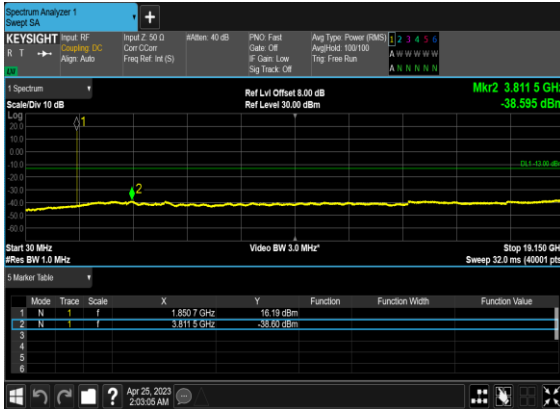 Spectrum Analyzer 1
Swept SA
+
KEYSIGHT Input: RF Input Z: 50 Ω #Atten: 40 dB PNO: Fast Avg Type: Power (RMS) 1 2 3 4 5 6
R T Coupling: DC Corr CCorr Gate: Off Avg|Hold: 100/100 A W W W W W
Align: Auto Freq Ref: Int (S) IF Gain: Low Trig: Free Run
Sig Track: Off A N N N N N
1 Spectrum Ref Lvl Offset 8.00 dB Mkr2 3.811 5 GHz
Scale/Div 10 dB Ref Level 30.00 dBm -38.595 dBm
Log
20.0
10.0
0.00
-10.0
-20.0
-30.0
-40.0
-50.0
-60.0
1
2
DL1 -13.00 dBm
Start 30 MHz Video BW 3.0 MHz* Stop 19.150 GH
#Res BW 1.0 MHz Sweep 32.0 ms (40001 pts
5 Marker Table
Mode Trace Scale X Y Function Function Width Function Value
1 N 1 f 1.850 7 GHz 16.19 dBm
2 N 1 f 3.811 5 GHz -38.60 dBm
3
4
5
6
? Apr 25, 2023
2:03:05 AM